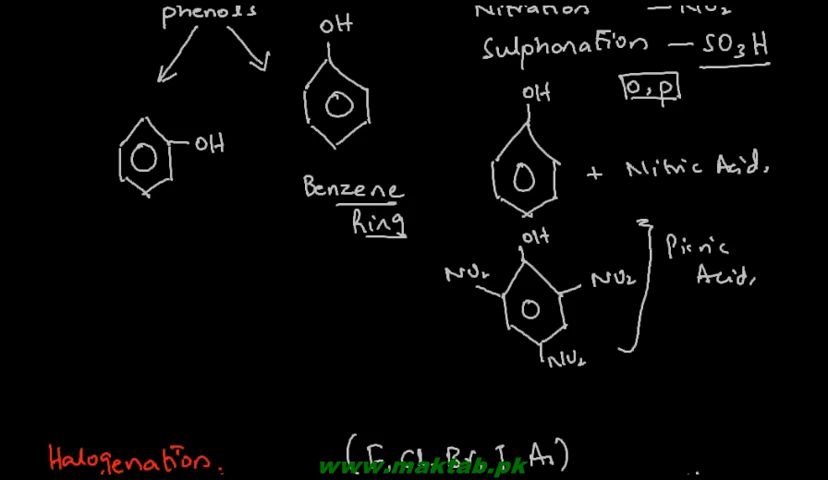 phenols
OH
OH
Benzene
Ring
Nitration — NO2
Sulphonation — SO3H
o, p
OH
+ Nitric Acid.
OH
NO2
NO2
NO2
Picric
Acid.
Halogenation. (F, Cl, Br, I, At)
www.maktab.pk